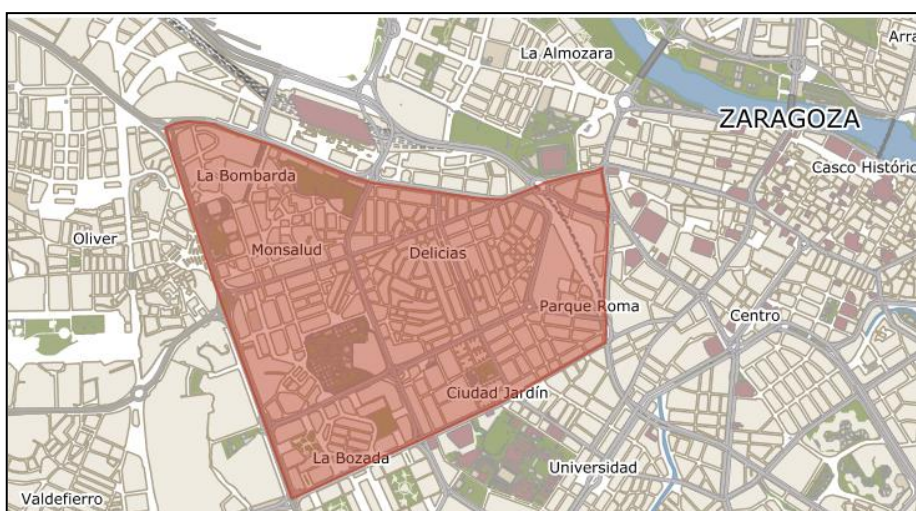 Arra
La Almozara
ZARAGOZA
Casco Histórico
La Bombarda
Oliver
Monsalud
Delicias
Parque Roma
Centro
Ciudad Jardín
La Bozada
Universidad
Valdefierro